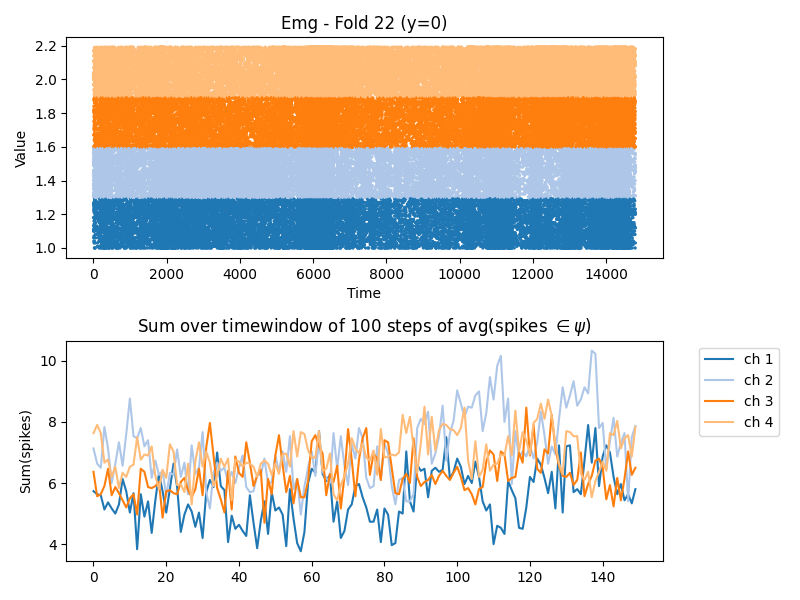 Emg - Fold 22 (y=0)
Value
2.2
2.0
1.8
1.6
1.4
1.2
1.0
0 2000 4000 6000 8000 10000 12000 14000
Time
Sum over timewindow of 100 steps of avg(spikes ∈ ψ)
Sum(spikes)
10
8
6
4
0 20 40 60 80 100 120 140
ch 1
ch 2
ch 3
ch 4